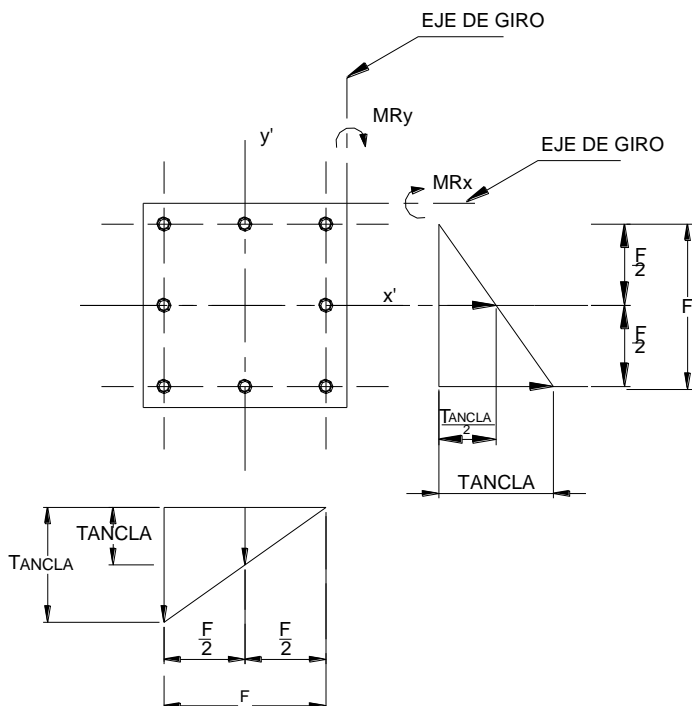 EJE DE GIRO
MRy
y'
EJE DE GIRO
MRx
x'
F
2
F
2
F
TANCLA
2
TANCLA
TANCLA
TANCLA
F
2
F
2
F